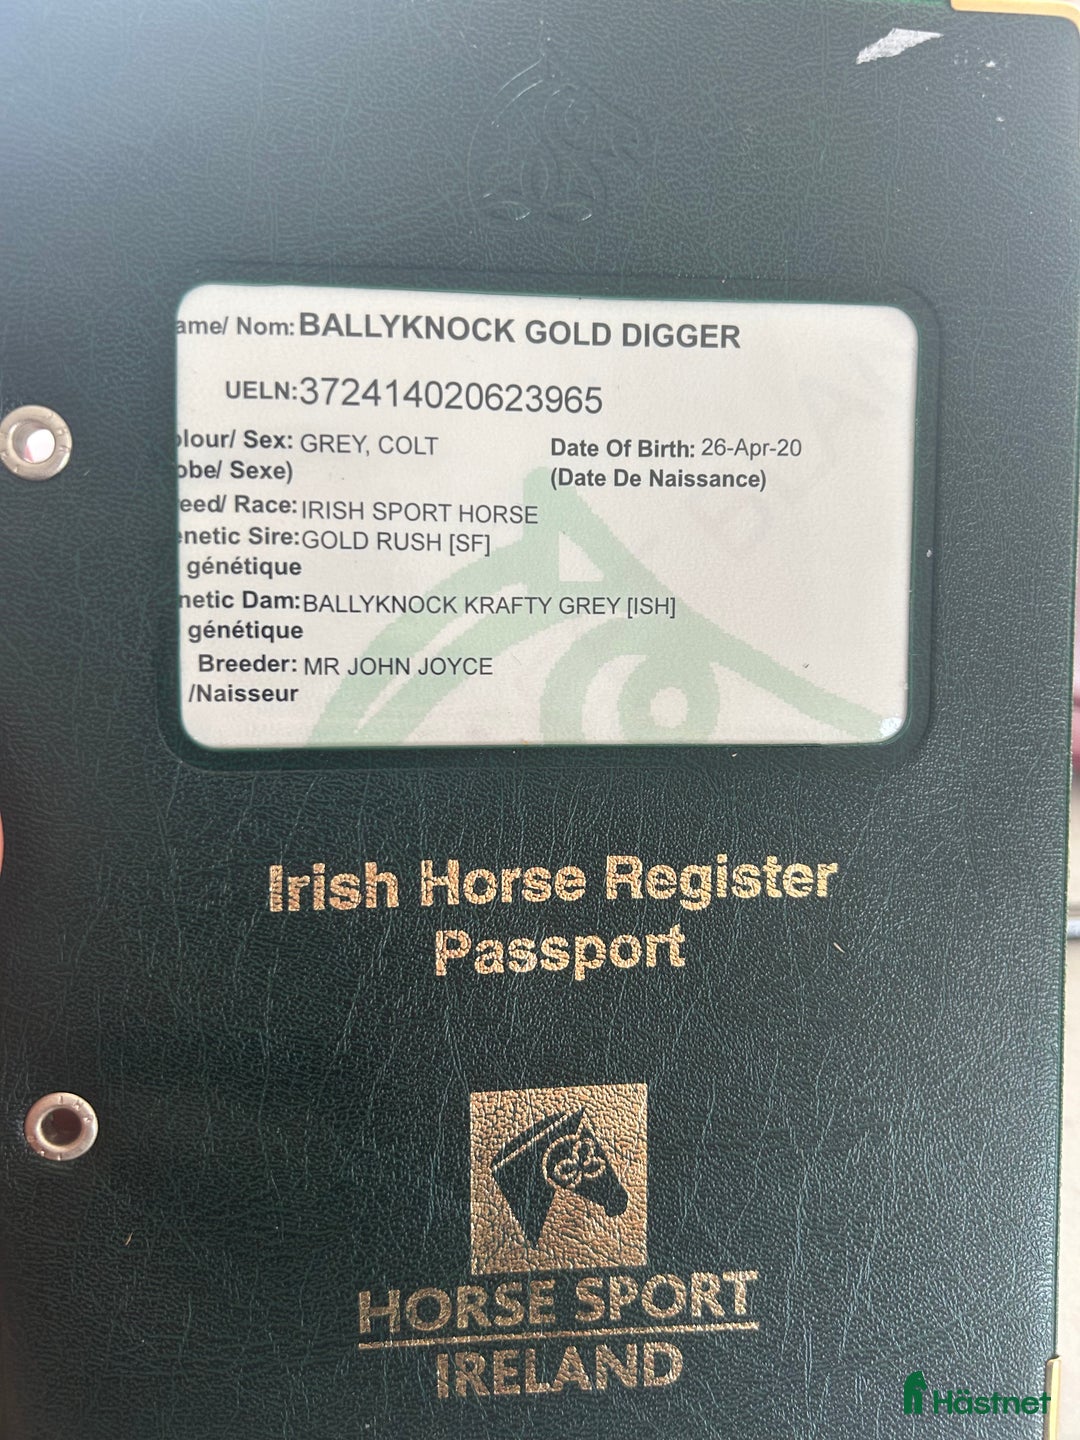 ame/ Nom: BALLYKNOCK GOLD DIGGER
UELN: 372414020623965
lour/ Sex: GREY, COLT Date Of Birth: 26-Apr-20
obe/ Sexe) (Date De Naissance)
eed/ Race: IRISH SPORT HORSE
netic Sire: GOLD RUSH [SF]
génétique
netic Dam: BALLYKNOCK KRAFTY GREY [ISH]
génétique
Breeder: MR JOHN JOYCE
/Naisseur
Irish Horse Register
Passport
HORSE SPORT
IRELAND
Hästnet